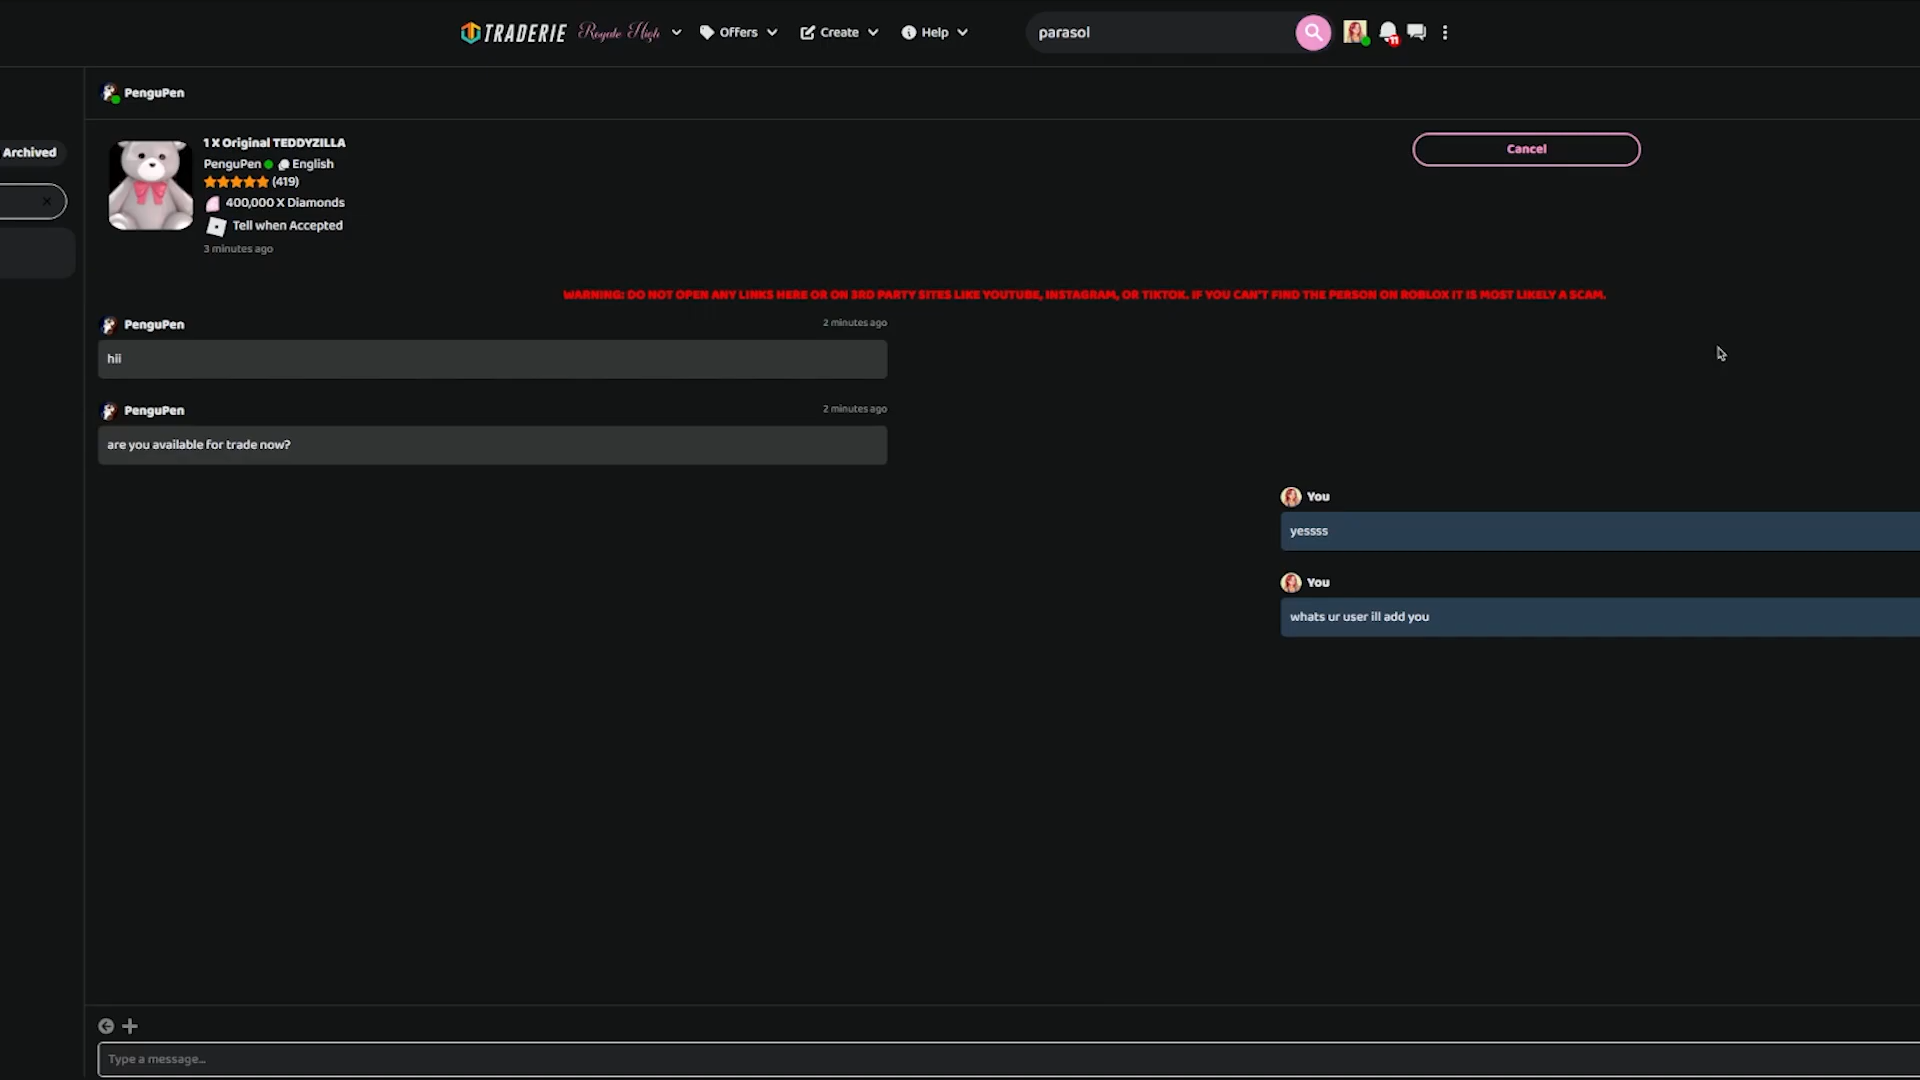 TRADERIE Royale High Offers Create Help parasol 11
PenguPen
Archived
1 X Original TEDDYZILLA
PenguPen English
(419)
400,000 X Diamonds
Tell when Accepted
3 minutes ago
Cancel
WARNING: DO NOT OPEN ANY LINKS HERE OR ON 3RD PARTY SITES LIKE YOUTUBE, INSTAGRAM, OR TIKTOK. IF YOU CAN'T FIND THE PERSON ON ROBLOX IT IS MOST LIKELY A SCAM.
PenguPen 2 minutes ago
hii
PenguPen 2 minutes ago
are you available for trade now?
You
yessss
You
whats ur user ill add you
Type a message...